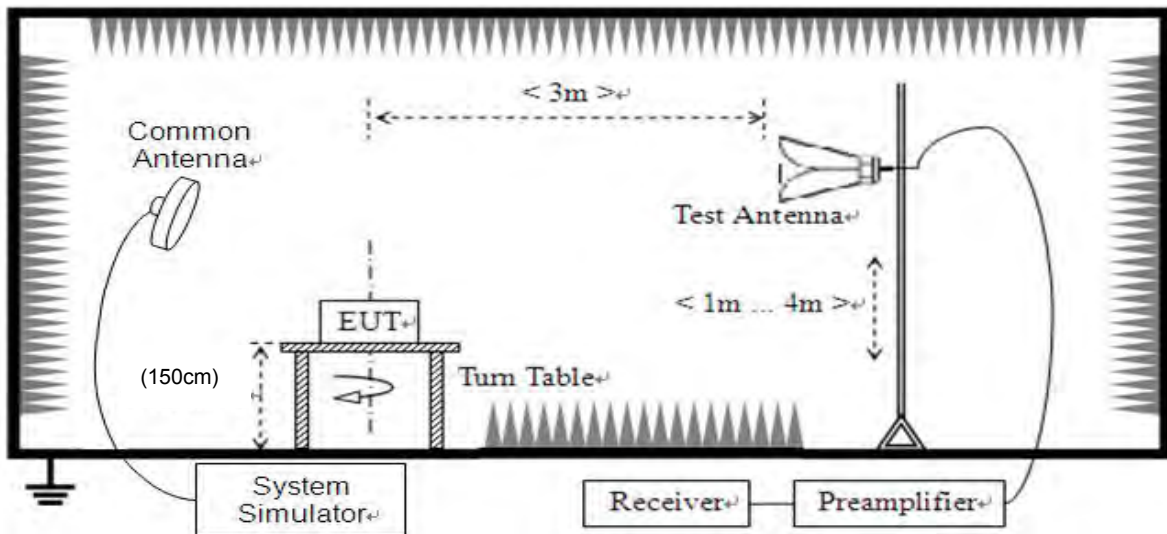 < 3m >↵
Common
Antenna↵
Test Antenna↵
< 1m ... 4m >↵
EUT↵
(150cm)
Turn Table↵
System
Simulator↵
Receiver↵
Preamplifier↵